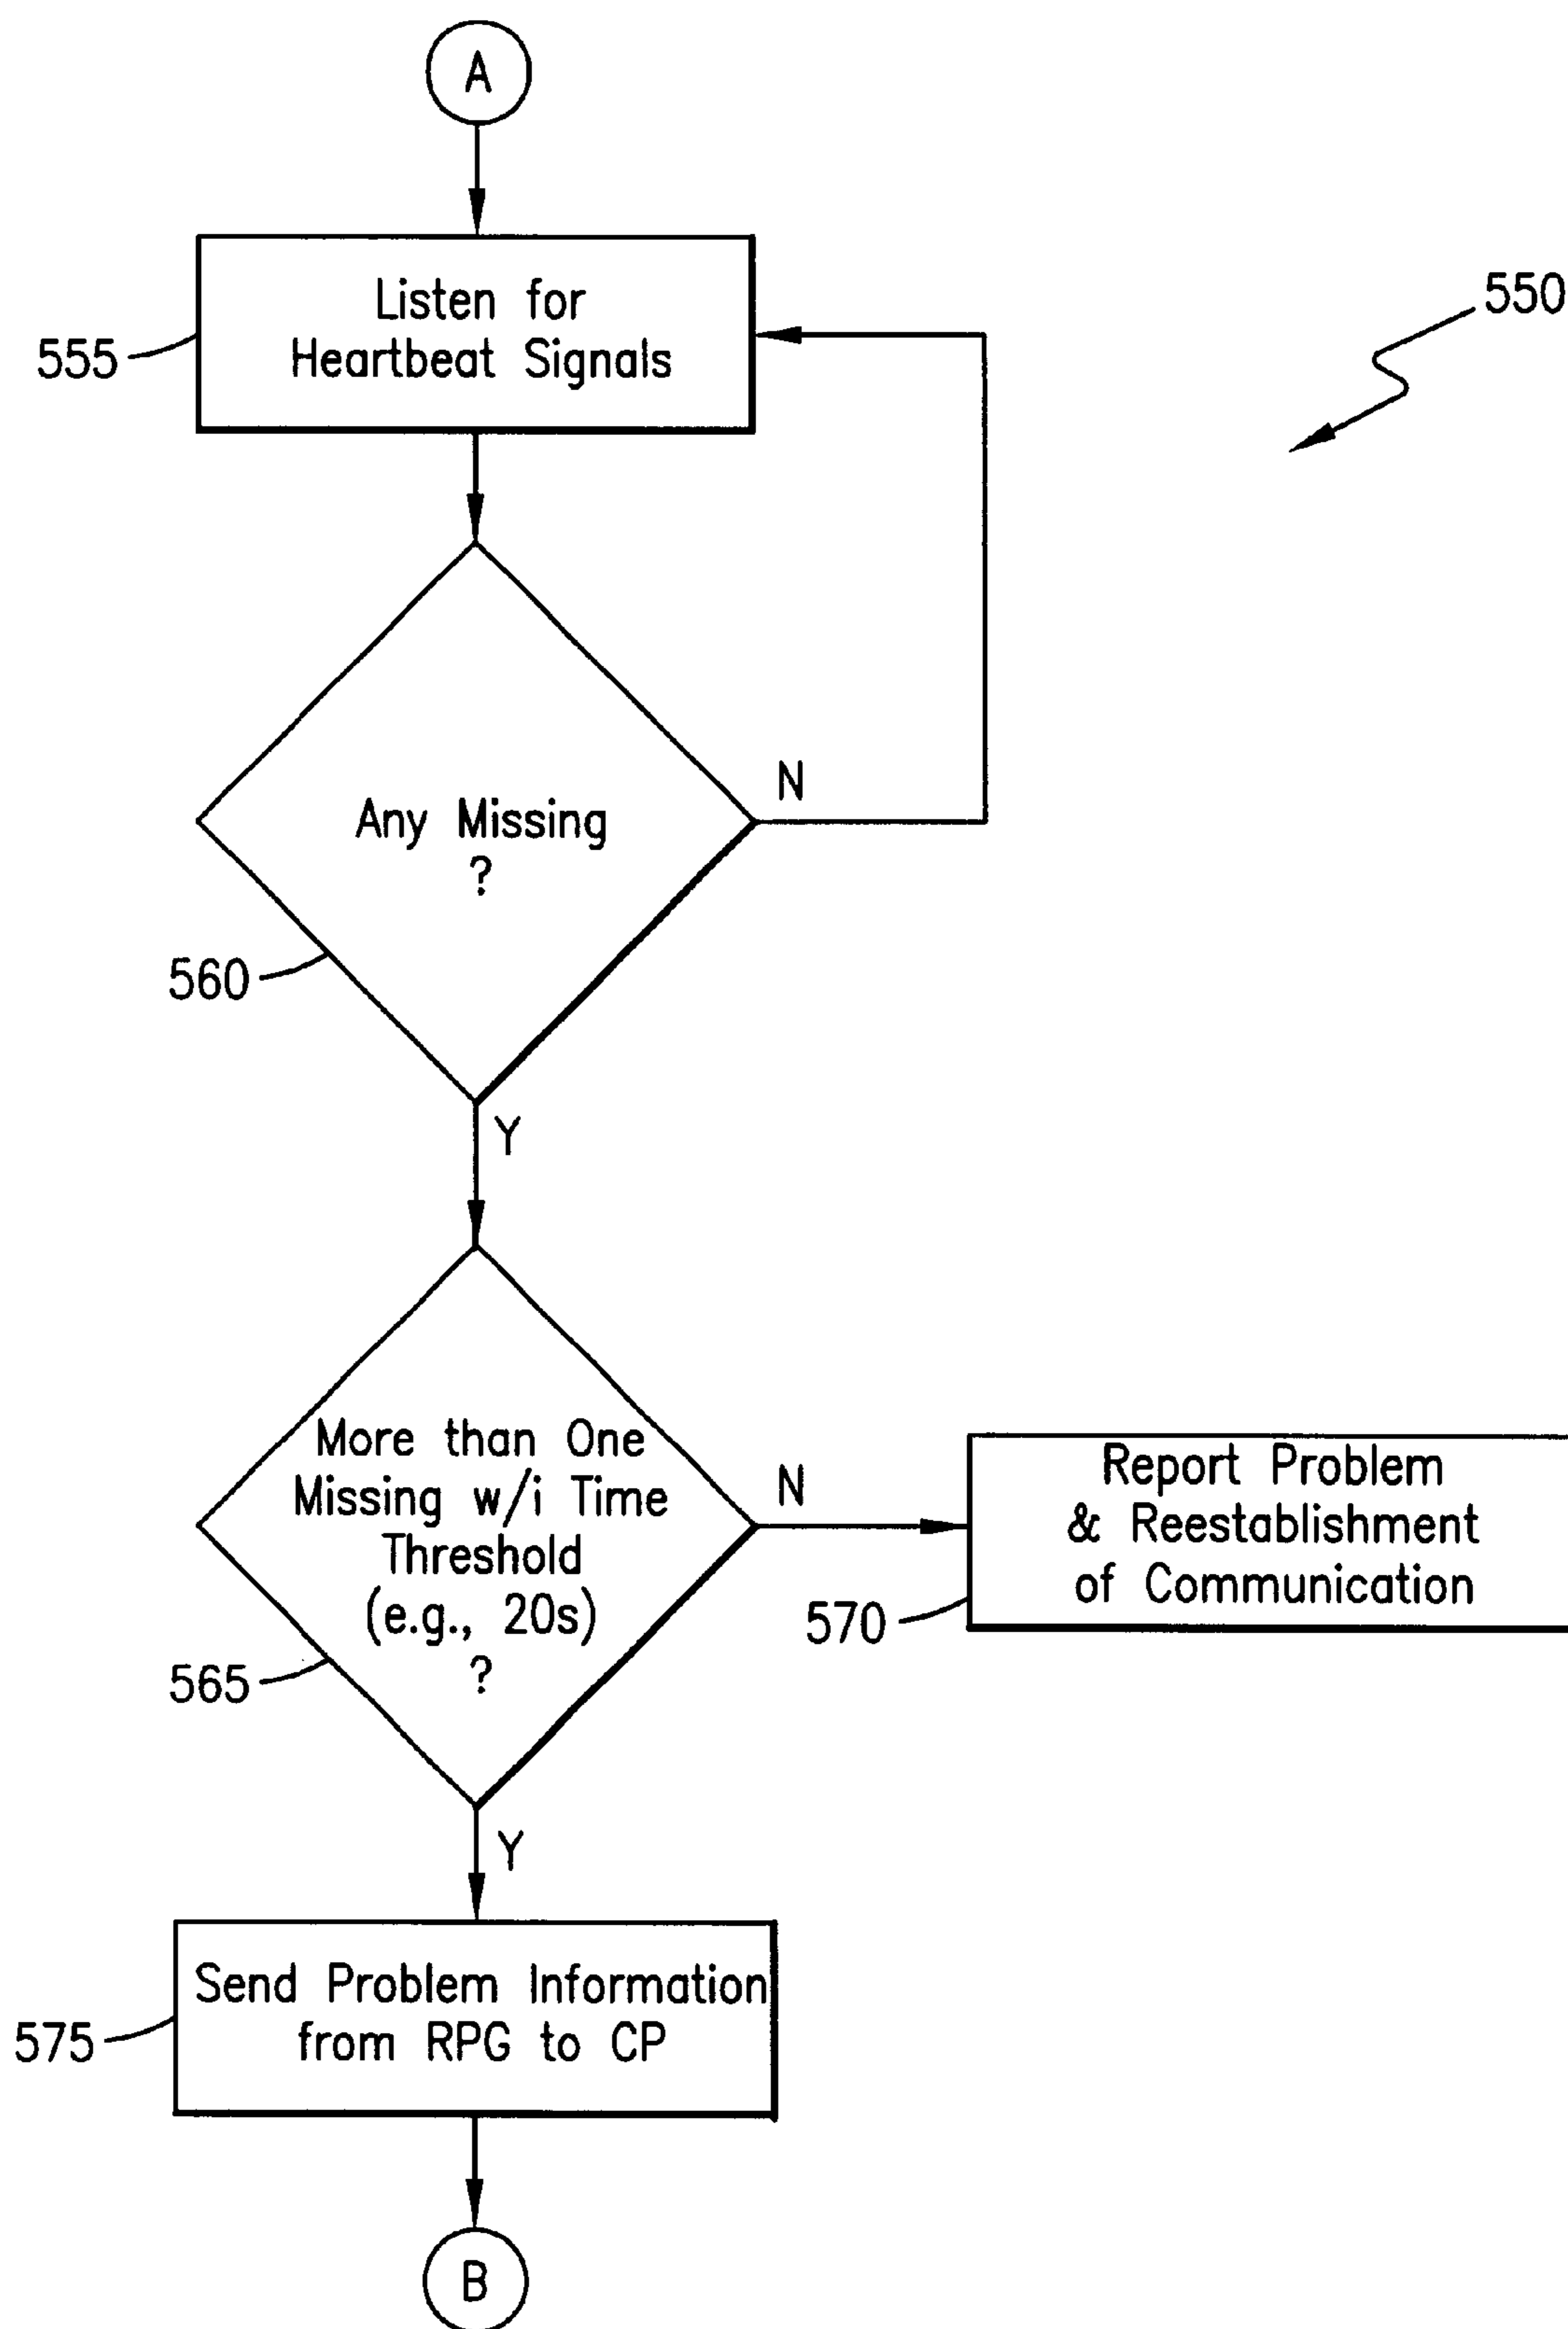 A
550
Listen for
Heartbeat Signals
555
N
Any Missing
?
560
Y
More than One
Missing w/i Time
Threshold
(e.g., 20s)
?
565
N
Report Problem
& Reestablishment
of Communication
570
Y
Send Problem Information
from RPG to CP
575
B